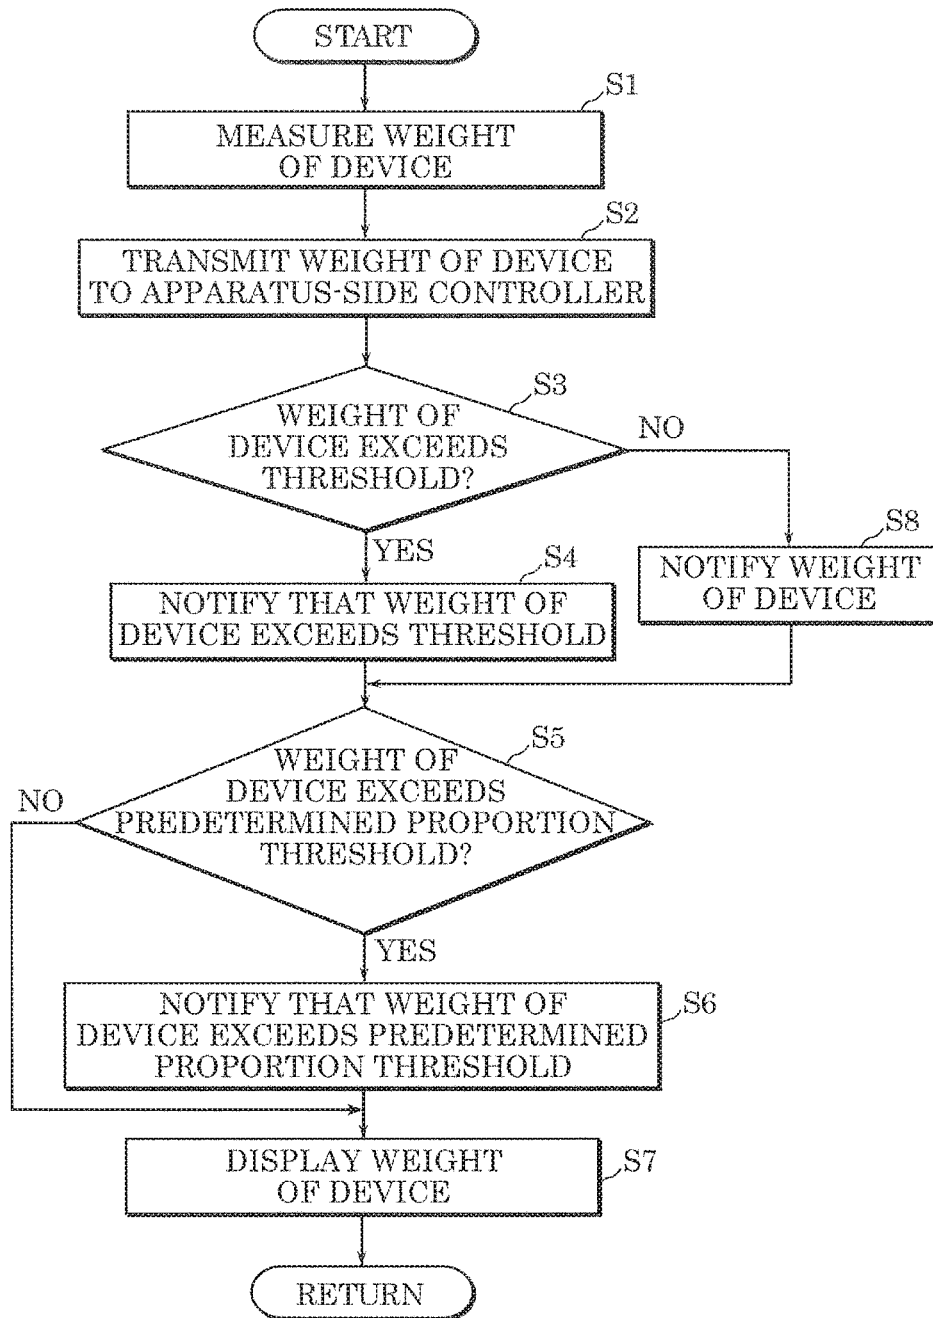 START
S1
MEASURE WEIGHT
OF DEVICE
S2
TRANSMIT WEIGHT OF DEVICE
TO APPARATUS-SIDE CONTROLLER
S3
WEIGHT OF
DEVICE EXCEEDS
THRESHOLD?
NO
YES
S8
NOTIFY WEIGHT
OF DEVICE
S4
NOTIFY THAT WEIGHT OF
DEVICE EXCEEDS THRESHOLD
S5
WEIGHT OF
DEVICE EXCEEDS
PREDETERMINED PROPORTION
THRESHOLD?
NO
YES
S6
NOTIFY THAT WEIGHT OF
DEVICE EXCEEDS PREDETERMINED
PROPORTION THRESHOLD
S7
DISPLAY WEIGHT
OF DEVICE
RETURN